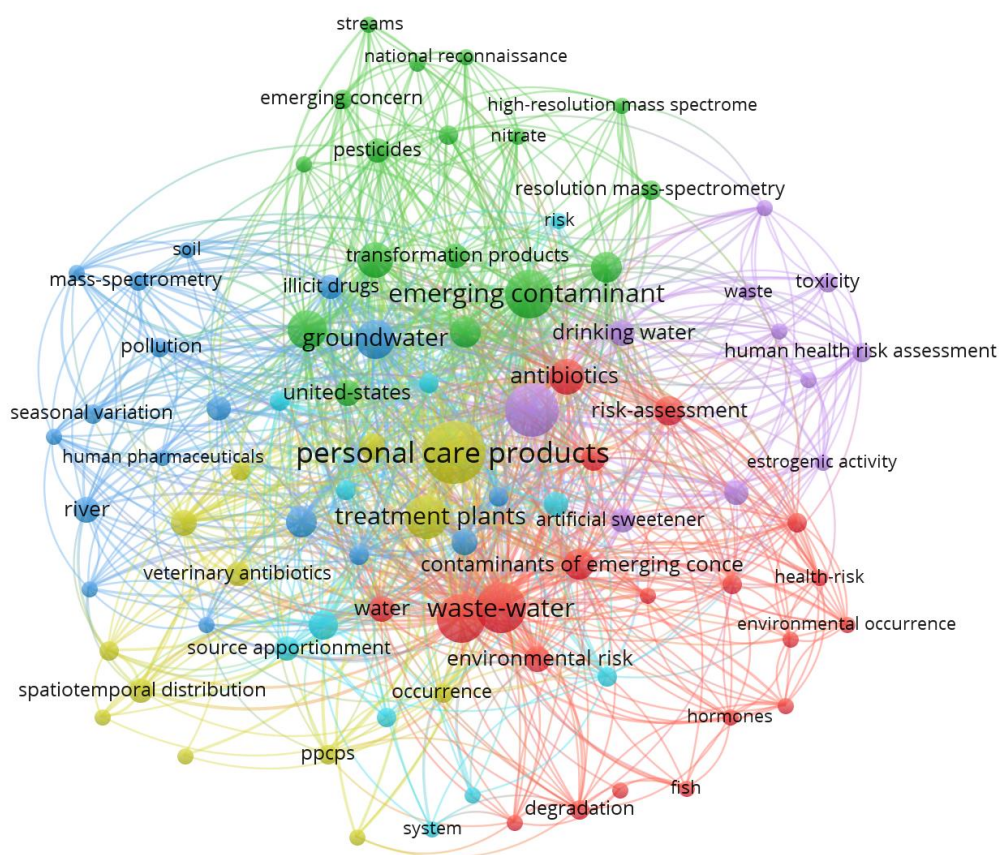 streams
national reconnaissance
emerging concern
high-resolution mass spectrome
nitrate
pesticides
resolution mass-spectrometry
risk
soil
transformation products
mass-spectrometry
illicit drugs
waste
toxicity
emerging contaminant
groundwater
drinking water
pollution
human health risk assessment
antibiotics
united-states
seasonal variation
risk-assessment
personal care products
human pharmaceuticals
estrogenic activity
river
treatment plants
artificial sweetener
contaminants of emerging conce
veterinary antibiotics
health-risk
water
waste-water
environmental occurrence
source apportionment
environmental risk
spatiotemporal distribution
occurrence
hormones
ppcps
fish
degradation
system